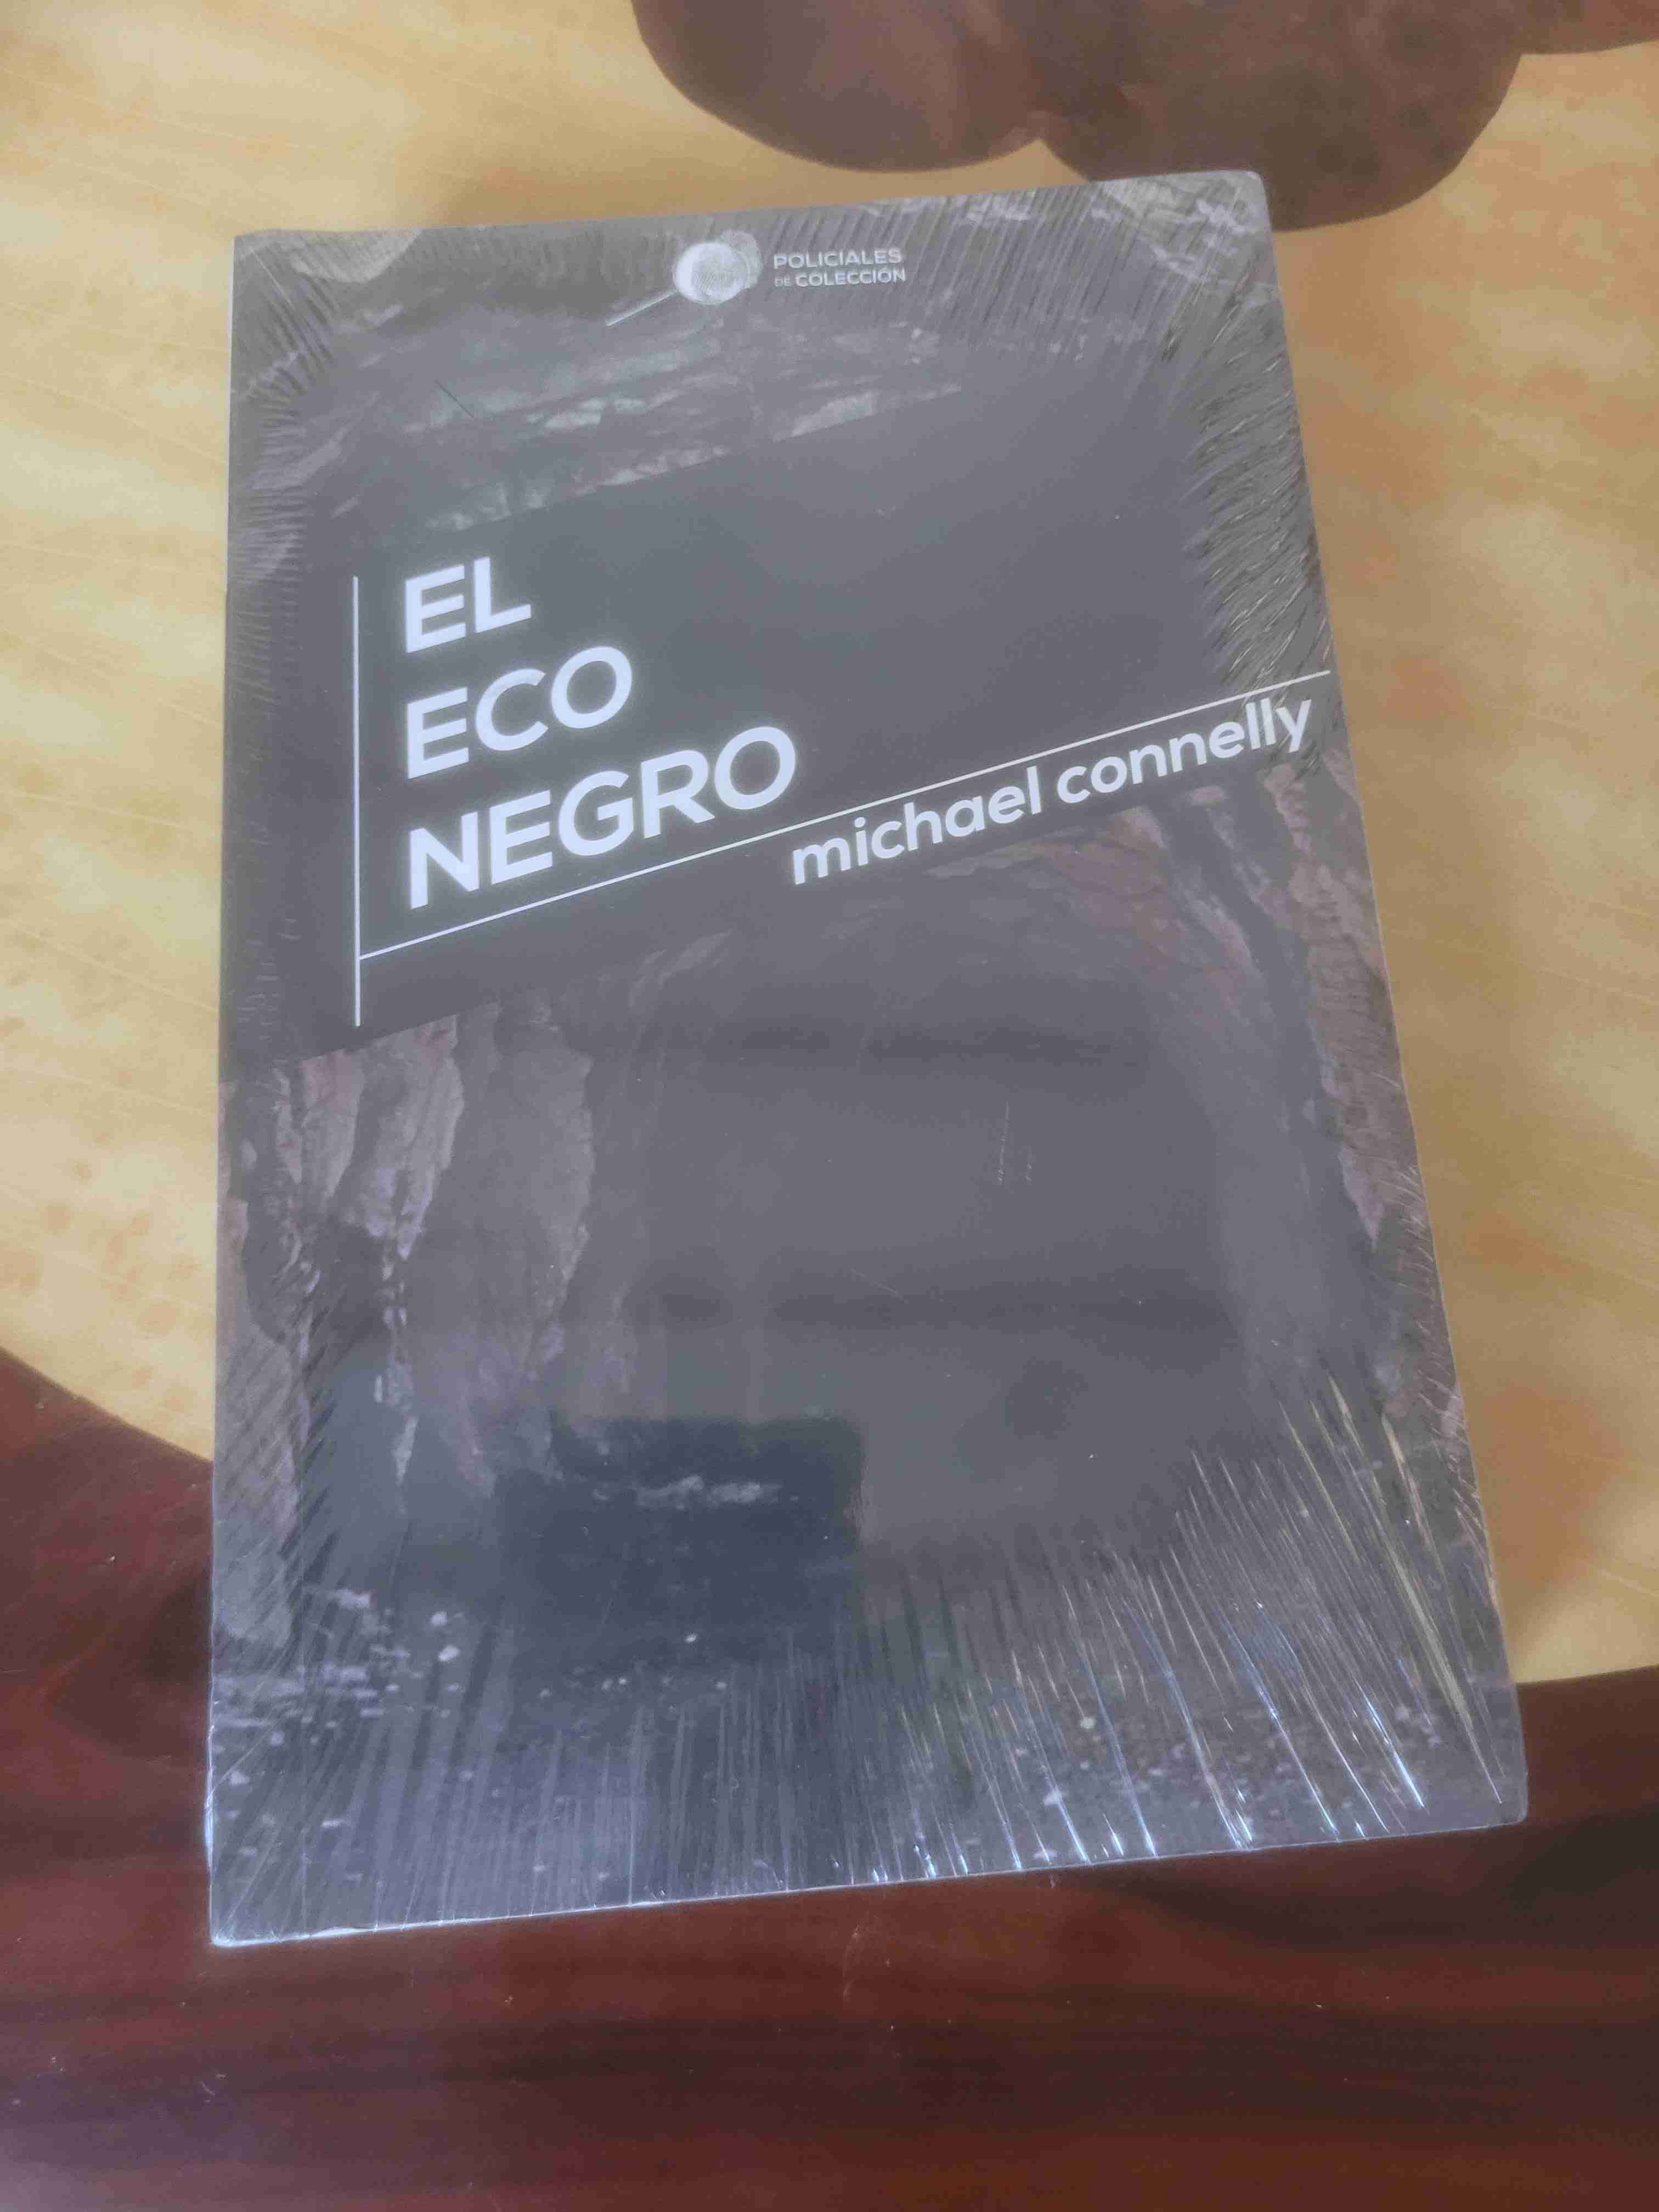 POLICIALES
DE COLECCIÓN
EL
ECO
NEGRO
michael connelly